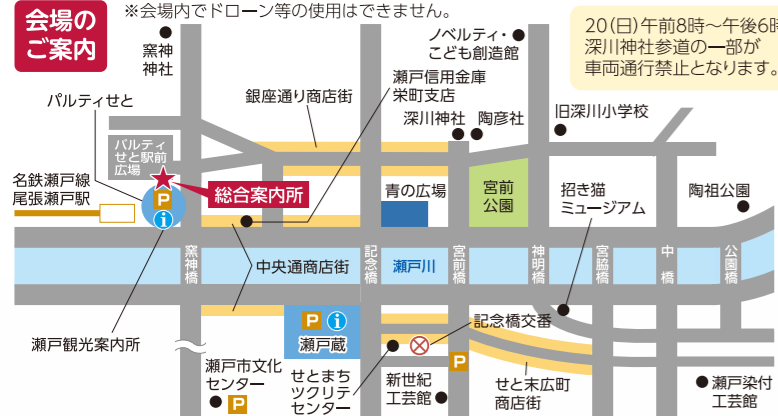 会場の
ご案内
※会場内でドローン等の使用はできません。
20(日)午前8時～午後6時
深川神社参道の一部が
車両通行禁止となります。
窯神
神社
ノベルティ・
こども創造館
パルティせと
銀座通り商店街
瀬戸信用金庫
栄町支店
深川神社
陶彦社
旧深川小学校
パルティ
せと駅前
広場
総合案内所
名鉄瀬戸線
尾張瀬戸駅
P
i
青の広場
宮前
公園
招き猫
ミュージアム
陶祖公園
窯神橋
中央通商店街
記念橋
瀬戸川
宮前橋
神明橋
宮脇橋
中橋
公園橋
瀬戸観光案内所
P i
瀬戸蔵
記念橋交番
P
瀬戸市文化
センター
P
せとまち
ツクリテ
センター
新世紀
工芸館
せと末広町
商店街
瀬戸染付
工芸館